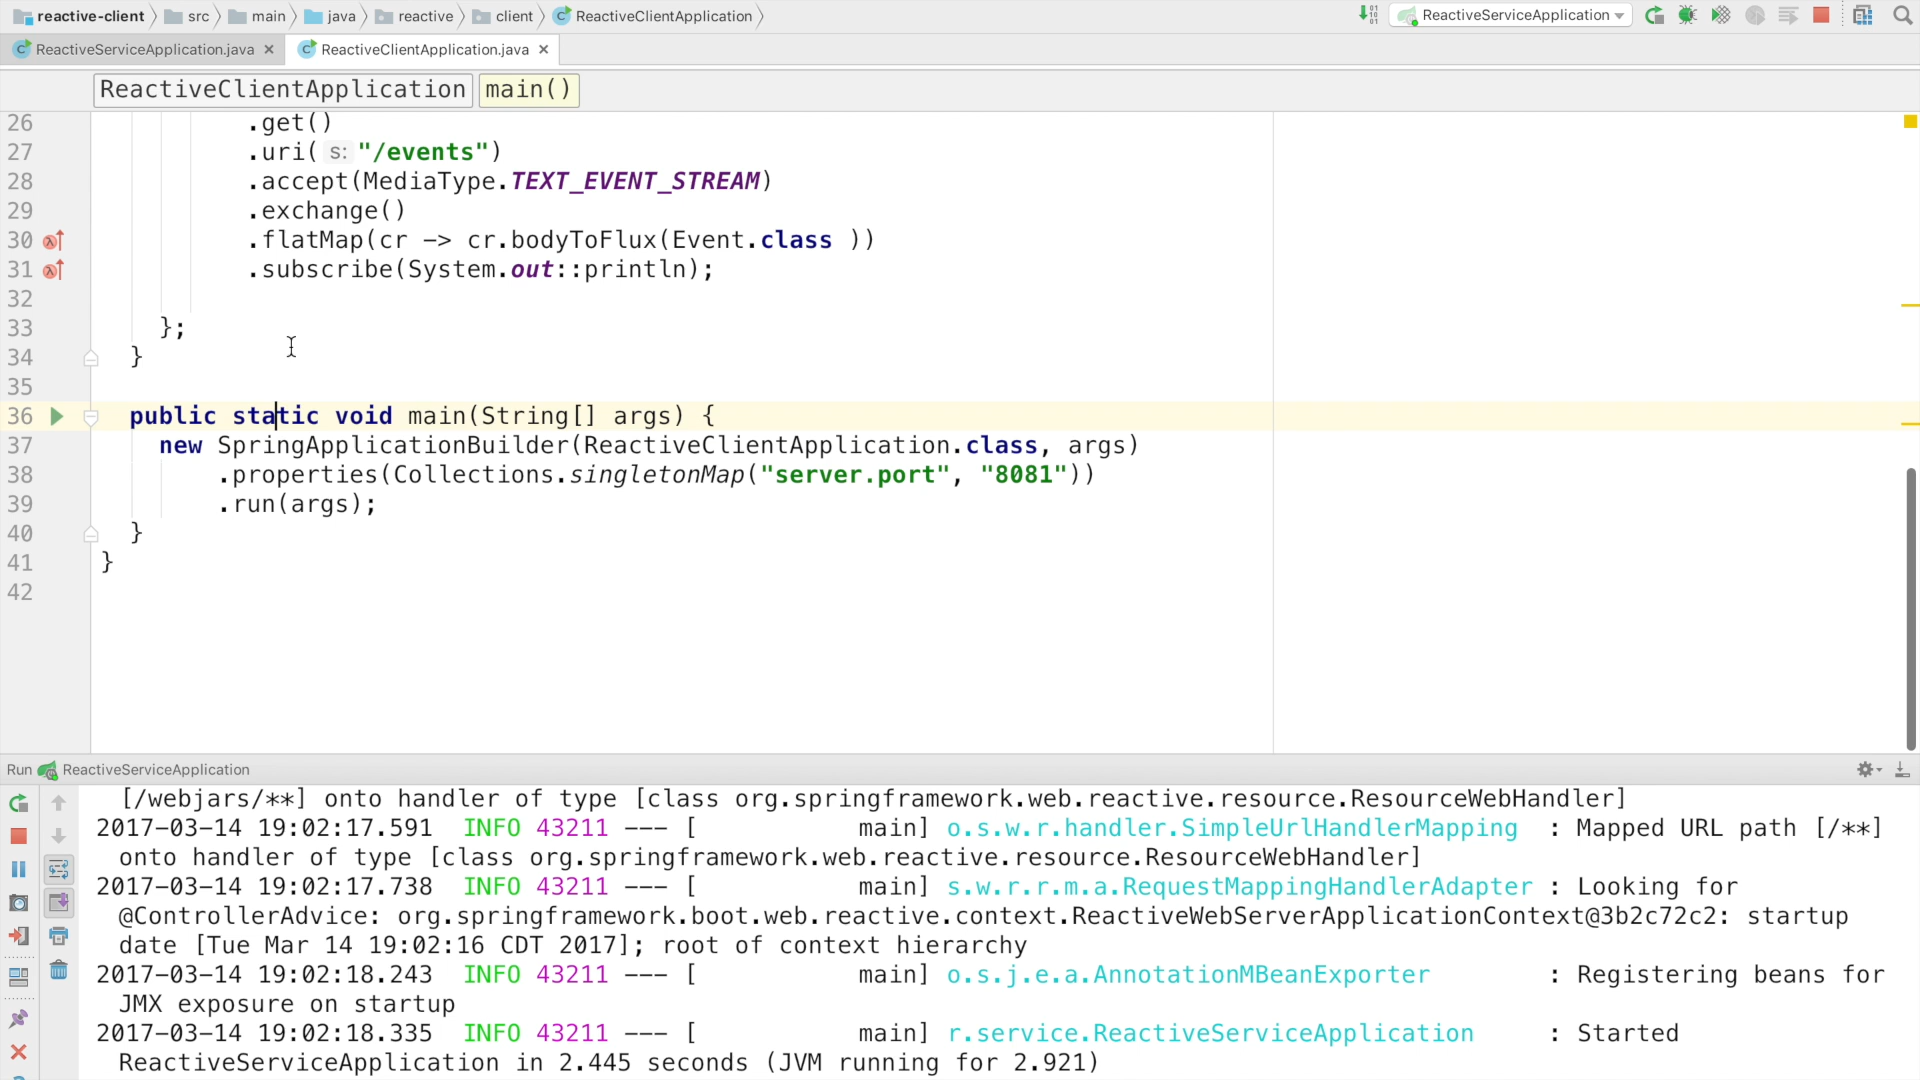 reactive-client src main java reactive client ReactiveClientApplication ReactiveServiceApplication
ReactiveServiceApplication.java ReactiveClientApplication.java
ReactiveClientApplication main()
26 .get()
27 .uri( s: "/events")
28 .accept(MediaType.TEXT_EVENT_STREAM)
29 .exchange()
30 .flatMap(cr -> cr.bodyToFlux(Event.class ))
31 .subscribe(System.out::println);
32
33 };
34 }
35
36 public static void main(String[] args) {
37 new SpringApplicationBuilder(ReactiveClientApplication.class, args)
38 .properties(Collections.singletonMap("server.port", "8081"))
39 .run(args);
40 }
41 }
42
Run ReactiveServiceApplication
[/webjars/**] onto handler of type [class org.springframework.web.reactive.resource.ResourceWebHandler]
2017-03-14 19:02:17.591 INFO 43211 --- [ main] o.s.w.r.handler.SimpleUrlHandlerMapping : Mapped URL path [/**]
onto handler of type [class org.springframework.web.reactive.resource.ResourceWebHandler]
2017-03-14 19:02:17.738 INFO 43211 --- [ main] s.w.r.r.m.a.RequestMappingHandlerAdapter : Looking for
@ControllerAdvice: org.springframework.boot.web.reactive.context.ReactiveWebServerApplicationContext@3b2c72c2: startup
date [Tue Mar 14 19:02:16 CDT 2017]; root of context hierarchy
2017-03-14 19:02:18.243 INFO 43211 --- [ main] o.s.j.e.a.AnnotationMBeanExporter : Registering beans for
JMX exposure on startup
2017-03-14 19:02:18.335 INFO 43211 --- [ main] r.service.ReactiveServiceApplication : Started
ReactiveServiceApplication in 2.445 seconds (JVM running for 2.921)